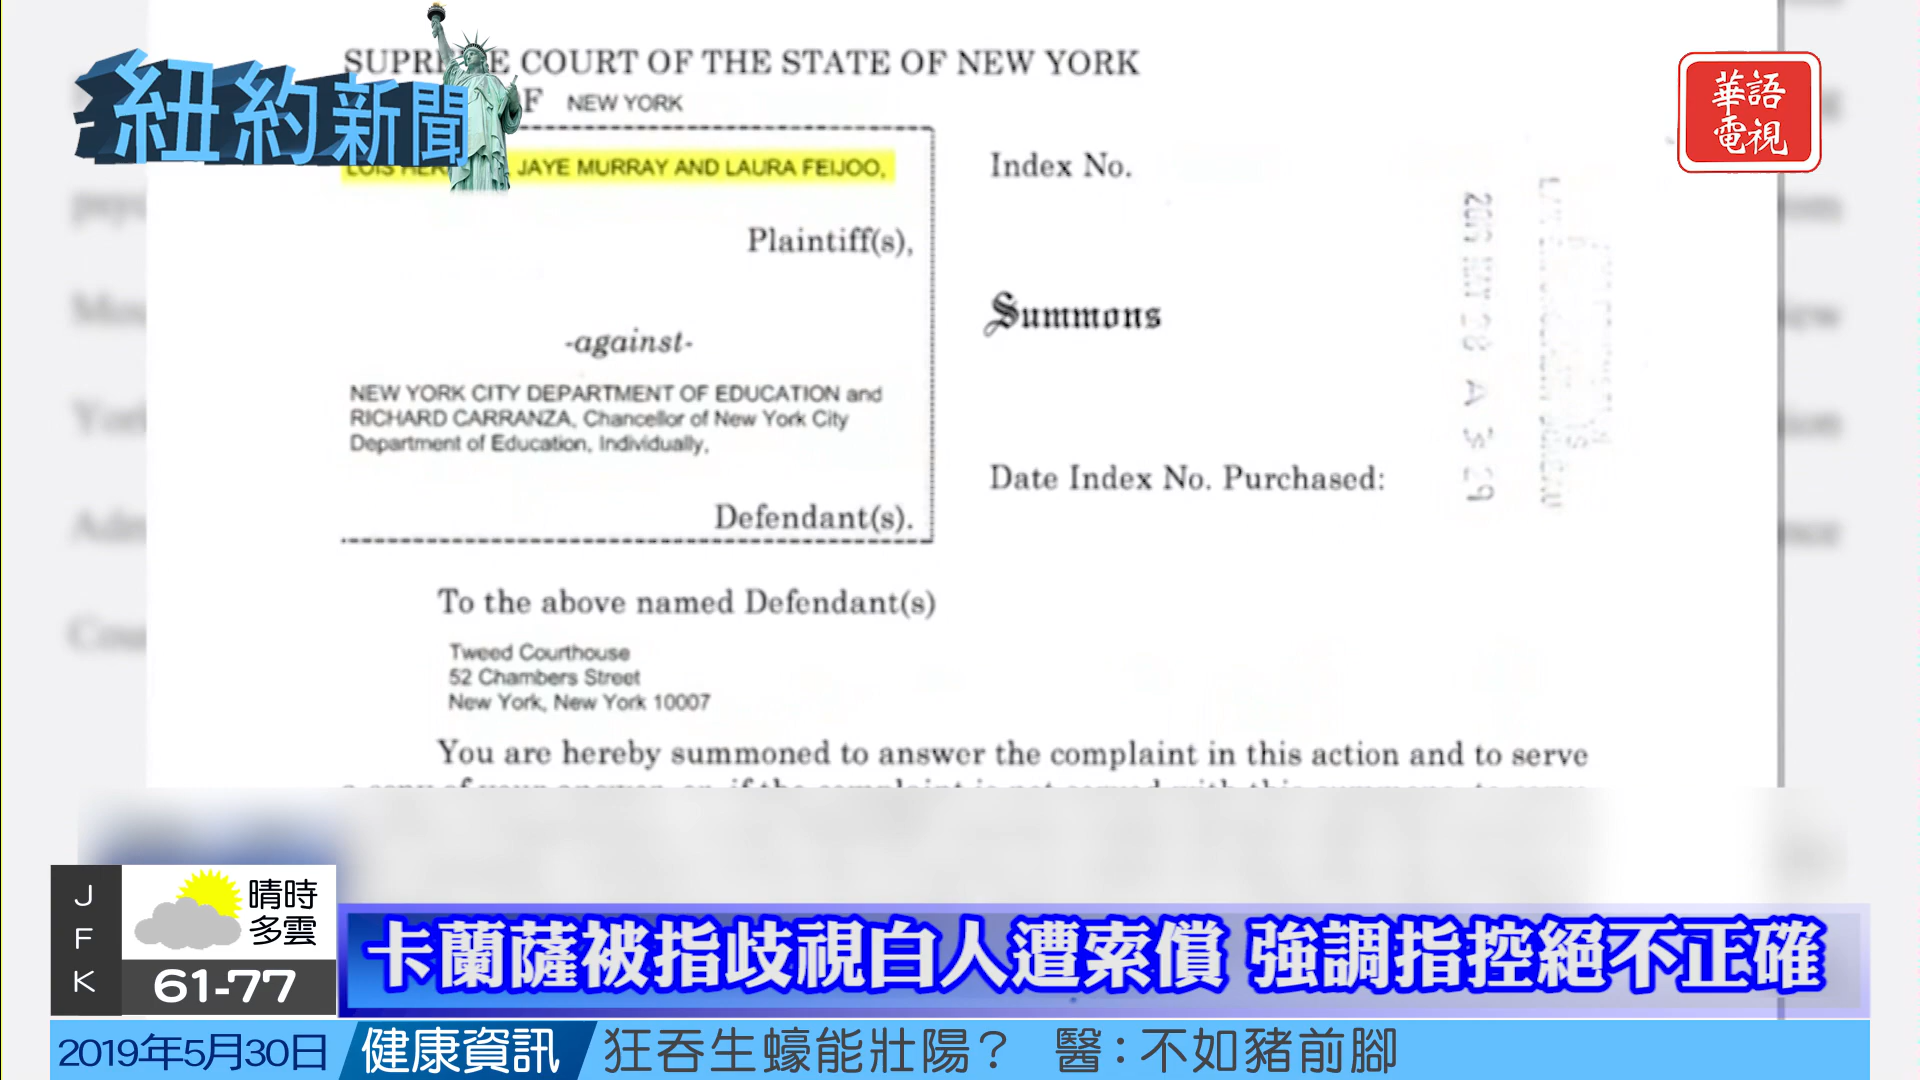 紐約新聞
華語
電視
SUPREME COURT OF THE STATE OF NEW YORK
F NEW YORK
JAYE MURRAY AND LAURA FEIJOO,
Plaintiff(s),
-against-
NEW YORK CITY DEPARTMENT OF EDUCATION and
RICHARD CARRANZA, Chancellor of New York City
Department of Education, Individually,
Defendant(s).
Index No.
Summons
Date Index No. Purchased:
To the above named Defendant(s)
Tweed Courthouse
52 Chambers Street
New York, New York 10007
You are hereby summoned to answer the complaint in this action and to serve
JFK
晴時
多雲
61-77
卡蘭薩被指歧視白人遭索償 強調指控絕不正確
2019年5月30日
健康資訊
狂吞生蠔能壯陽? 醫:不如豬前腳